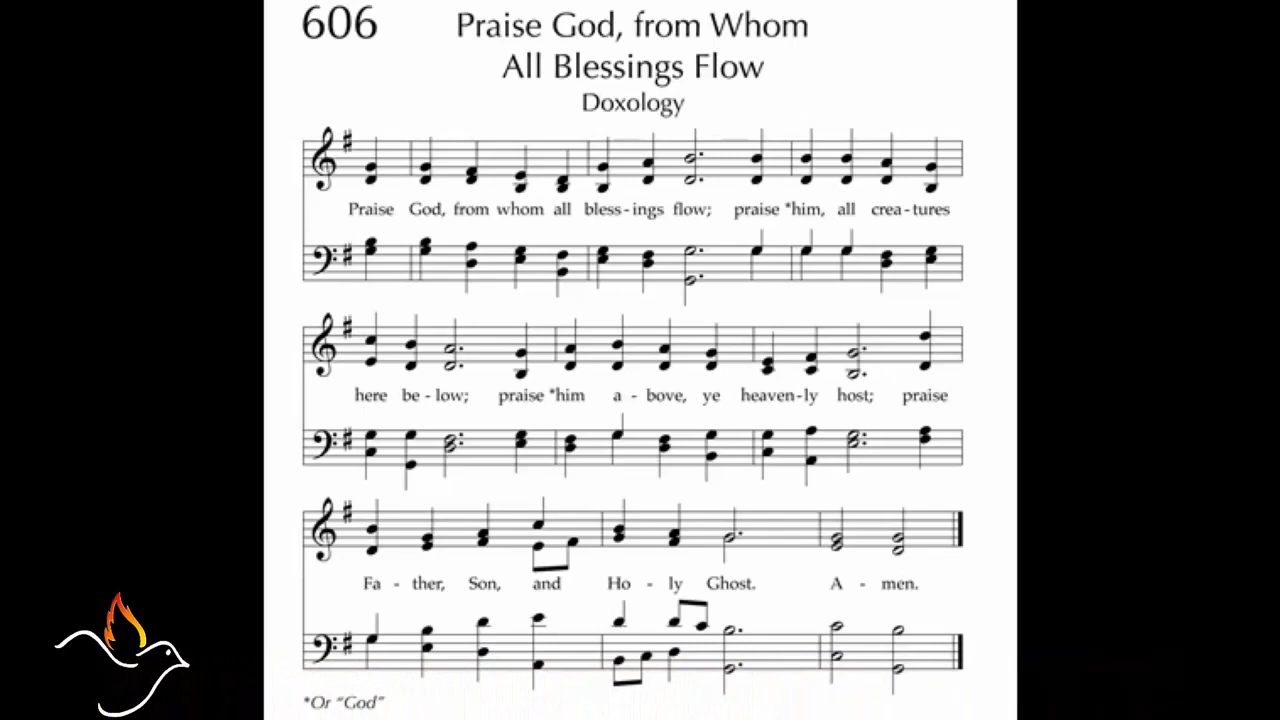 606
Praise God, from Whom
All Blessings Flow
Doxology
Praise God, from whom all bless - ings flow; praise *him, all crea - tures
here be - low; praise *him a - bove, ye heaven - ly host; praise
Fa - ther, Son, and Ho - ly Ghost. A - men.
*Or "God"